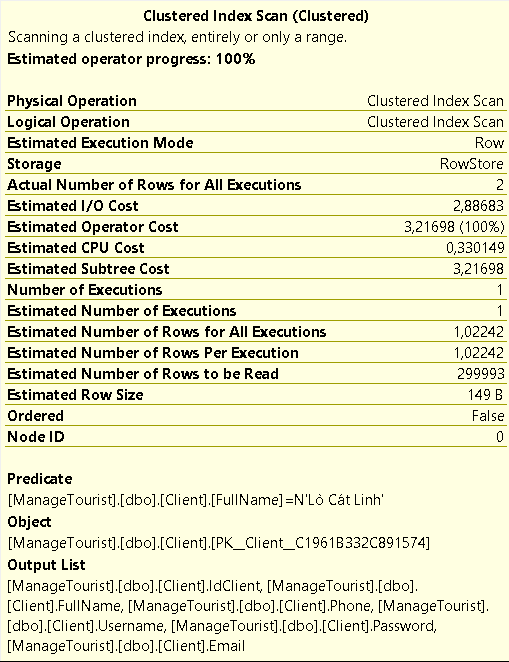 Clustered Index Scan (Clustered)
Scanning a clustered index, entirely or only a range.
Estimated operator progress: 100%
Physical Operation Clustered Index Scan
Logical Operation Clustered Index Scan
Estimated Execution Mode Row
Storage RowStore
Actual Number of Rows for All Executions 2
Estimated I/O Cost 2,88683
Estimated Operator Cost 3,21698 (100%)
Estimated CPU Cost 0,330149
Estimated Subtree Cost 3,21698
Number of Executions 1
Estimated Number of Executions 1
Estimated Number of Rows for All Executions 1,02242
Estimated Number of Rows Per Execution 1,02242
Estimated Number of Rows to be Read 299993
Estimated Row Size 149 B
Ordered False
Node ID 0
Predicate
[ManageTourist].[dbo].[Client].[FullName]=N'Lò Cát Linh'
Object
[ManageTourist].[dbo].[Client].[PK__Client__C1961B332C891574]
Output List
[ManageTourist].[dbo].[Client].IdClient, [ManageTourist].[dbo].
[Client].FullName, [ManageTourist].[dbo].[Client].Phone, [ManageTourist].
[dbo].[Client].Username, [ManageTourist].[dbo].[Client].Password,
[ManageTourist].[dbo].[Client].Email